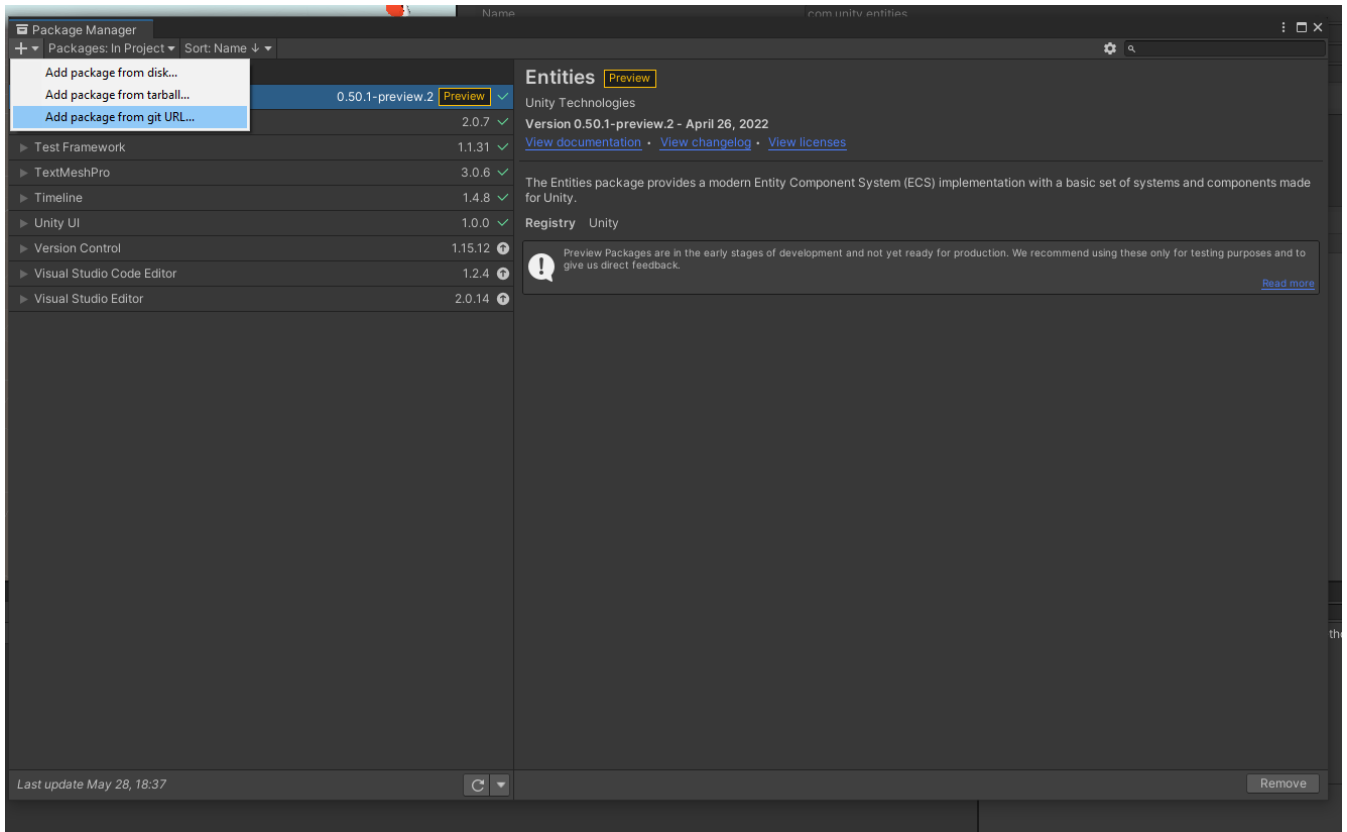 Name com.unity.entities
Package Manager
Packages: In Project Sort: Name
Add package from disk...
Add package from tarball...
Add package from git URL...
0.50.1-preview.2 Preview
2.0.7
Test Framework 1.1.31
TextMeshPro 3.0.6
Timeline 1.4.8
Unity UI 1.0.0
Version Control 1.15.12
Visual Studio Code Editor 1.2.4
Visual Studio Editor 2.0.14
Last update May 28, 18:37
Entities Preview
Unity Technologies
Version 0.50.1-preview.2 - April 26, 2022
View documentation • View changelog • View licenses
The Entities package provides a modern Entity Component System (ECS) implementation with a basic set of systems and components made
for Unity.
Registry Unity
Preview Packages are in the early stages of development and not yet ready for production. We recommend using these only for testing purposes and to
give us direct feedback.
Read more
Remove